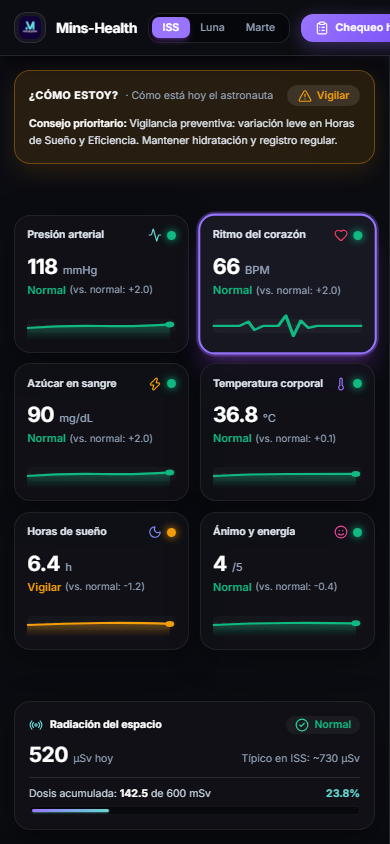 Mins-Health
ISS Luna Marte
Chequeo
¿CÓMO ESTOY? · Cómo está hoy el astronauta
Vigilar
Consejo prioritario: Vigilancia preventiva: variación leve en Horas
de Sueño y Eficiencia. Mantener hidratación y registro regular.
Presión arterial
118 mmHg
Normal (vs. normal: +2.0)
Ritmo del corazón
66 BPM
Normal (vs. normal: +2.0)
Azúcar en sangre
90 mg/dL
Normal (vs. normal: +2.0)
Temperatura corporal
36.8 °C
Normal (vs. normal: +0.1)
Horas de sueño
6.4 h
Vigilar (vs. normal: -1.2)
Ánimo y energía
4 /5
Normal (vs. normal: -0.4)
Radiación del espacio
Normal
520 µSv hoy
Típico en ISS: ~730 µSv
Dosis acumulada: 142.5 de 600 mSv
23.8%